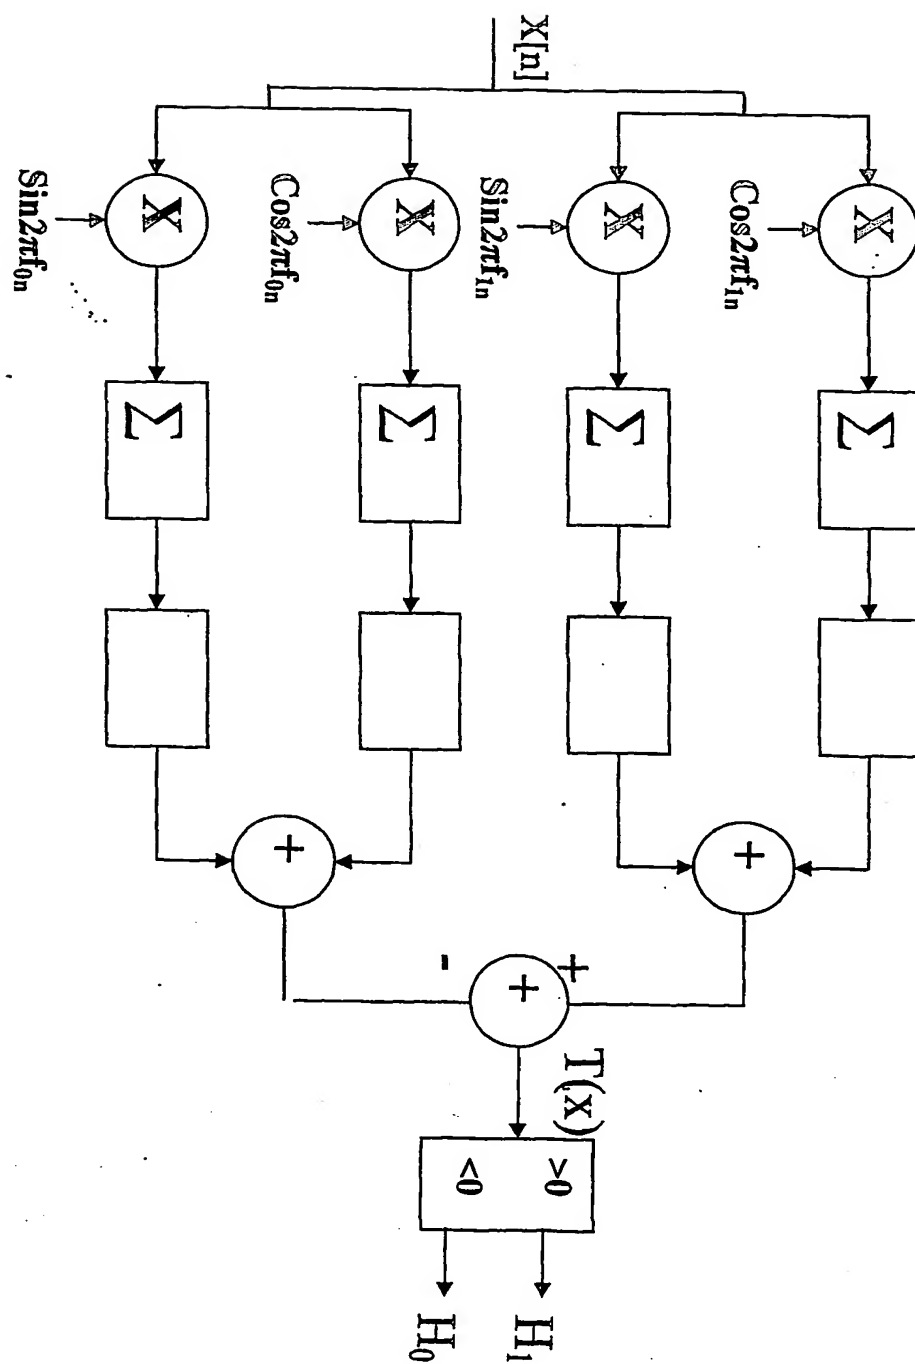 X Σ
Cos2πf₁ₙ
+
X Σ
T(x)
+
>0
H₁
X[n]
+
Sin2πf₁ₙ
<0
-
H₀
X Σ
+
Cos2πf₀ₙ
X Σ
Sin2πf₀ₙ